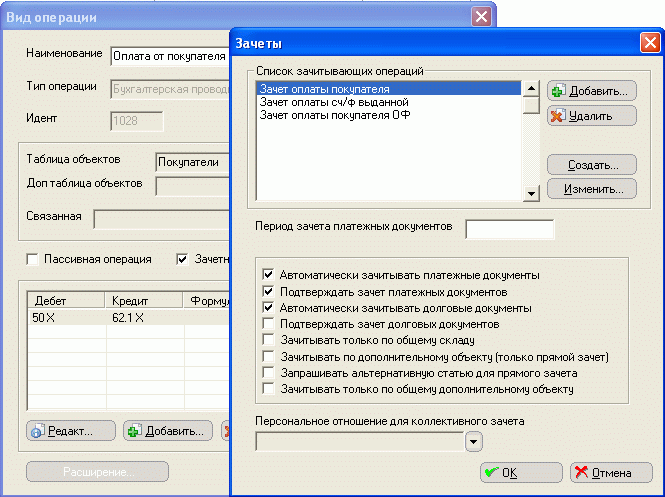 Вид операции
Наименование Оплата от покупателя
Тип операции Бухгалтерская провод
Идент 1028
Таблица объектов Покупатели
Доп таблица объектов
Связанная
Пассивная операция Зачетн
Дебет Кредит Формул
50 X 62.1 X
Редакт... Добавить...
Расширение...
Зачеты
Список зачитывающих операций
Зачет оплаты покупателя
Зачет оплаты сч/ф выданной
Зачет оплаты покупателя ОФ
Добавить...
Удалить
Создать...
Изменить...
Период зачета платежных документов
Автоматически зачитывать платежные документы
Подтверждать зачет платежных документов
Автоматически зачитывать долговые документы
Подтверждать зачет долговых документов
Зачитывать только по общему складу
Зачитывать по дополнительному объекту (только прямой зачет)
Запрашивать альтернативную статью для прямого зачета
Зачитывать только по общему дополнительному объекту
Персональное отношение для коллективного зачета
OK Отмена